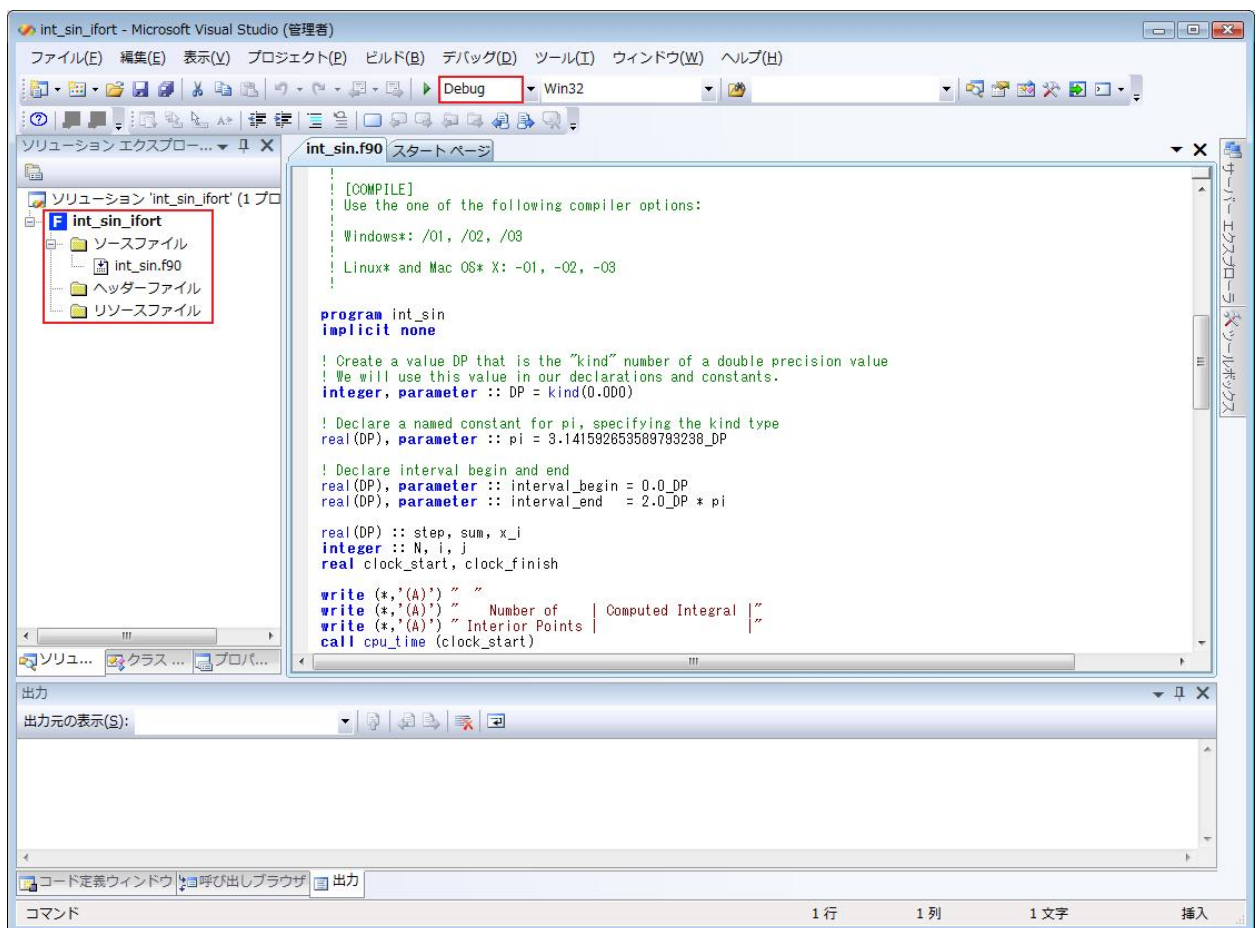 int_sin_ifort - Microsoft Visual Studio (管理者)
ファイル(F) 編集(E) 表示(V) プロジェクト(P) ビルド(B) デバッグ(D) ツール(T) ウィンドウ(W) ヘルプ(H)
Debug Win32
ソリューション エクスプロー...
int_sin.f90 スタート ページ
ソリューション 'int_sin_ifort' (1 プロ
int_sin_ifort
ソースファイル
int_sin.f90
ヘッダーファイル
リソースファイル
!
! [COMPILE]
! Use the one of the following compiler options:
!
! Windows*: /O1, /O2, /O3
!
! Linux* and Mac OS* X: -O1, -O2, -O3
!
program int_sin
implicit none
! Create a value DP that is the "kind" number of a double precision value
! We will use this value in our declarations and constants.
integer, parameter :: DP = kind(0.0D0)
! Declare a named constant for pi, specifying the kind type
real(DP), parameter :: pi = 3.141592653589793238_DP
! Declare interval begin and end
real(DP), parameter :: interval_begin = 0.0_DP
real(DP), parameter :: interval_end = 2.0_DP * pi
real(DP) :: step, sum, x_i
integer :: N, i, j
real clock_start, clock_finish
write (*,'(A)') " "
write (*,'(A)') " Number of | Computed Integral |"
write (*,'(A)') " Interior Points | |"
call cpu_time (clock_start)
サーバー エクスプローラ
ツールボックス
ソリュ... クラス ... プロパ...
出力
出力元の表示(S):
コード定義ウィンドウ 呼び出しブラウザ 出力
コマンド 1 行 1 列 1 文字 挿入